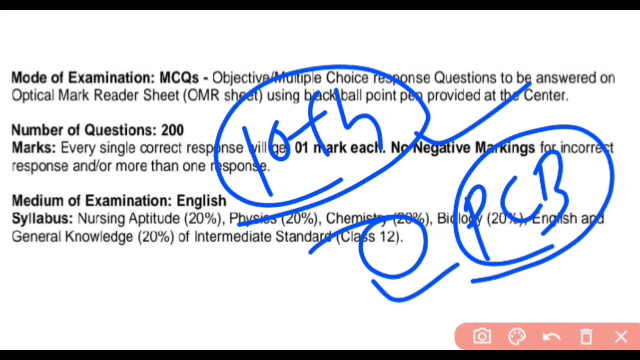 Mode of Examination: MCQs - Objective/Multiple Choice response Questions to be answered on
Optical Mark Reader Sheet (OMR sheet) using black ball point pen provided at the Center.
Number of Questions: 200
Marks: Every single correct response will get 01 mark each. No Negative Markings for incorrect
response and/or more than one response.
Medium of Examination: English
Syllabus: Nursing Aptitude (20%), Physics (20%), Chemistry (20%), Biology (20%), English and
General Knowledge (20%) of Intermediate Standard (Class 12).
10th
PCB